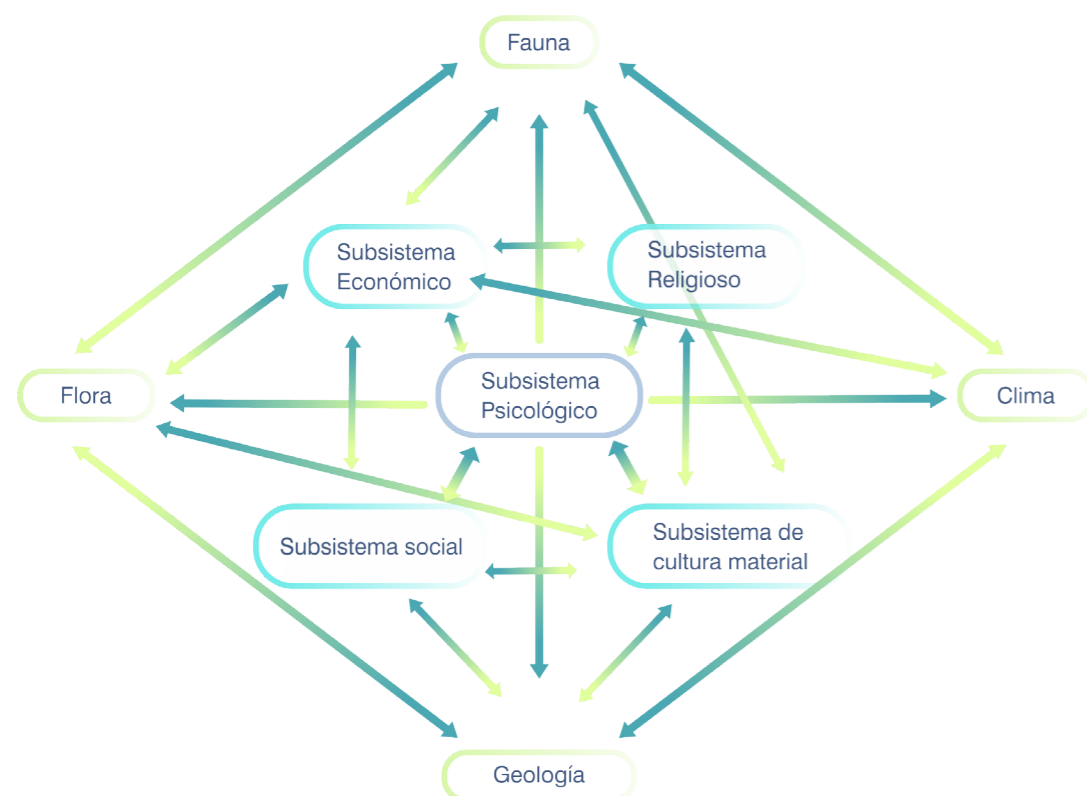 Fauna
Subsistema
Económico
Subsistema
Religioso
Flora
Subsistema
Psicológico
Clima
Subsistema social
Subsistema de
cultura material
Geología